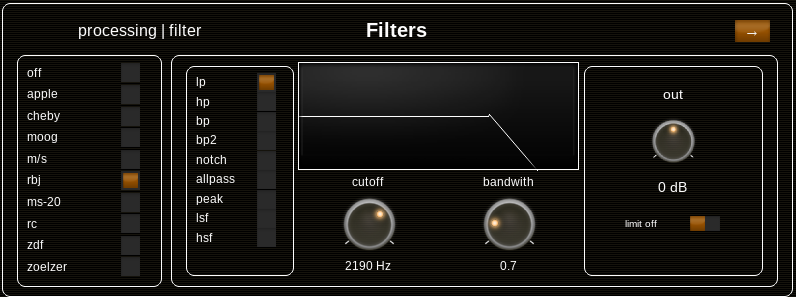 processing | filter
Filters
→
off
apple
cheby
moog
m/s
rbj
ms-20
rc
zdf
zoelzer
lp
hp
bp
bp2
notch
allpass
peak
lsf
hsf
cutoff
2190 Hz
bandwith
0.7
out
0 dB
limit off